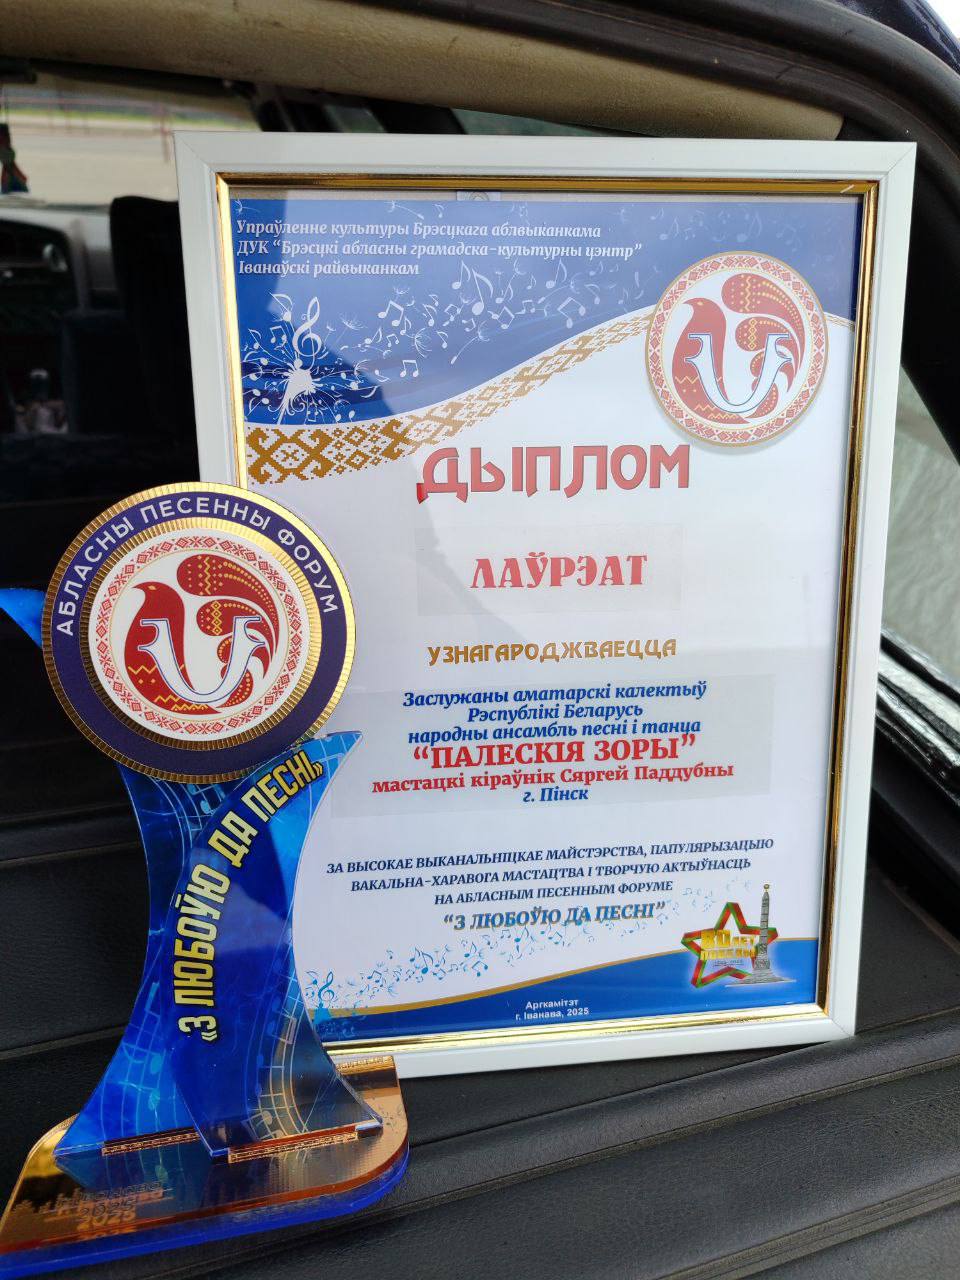 Упраўленне культуры Брэсцкага аблвыканкама
ДУК “Брэсцкі абласны грамадска-культурны цэнтр”
Іванаўскі райвыканкам
ДЫПЛОМ
ЛАЎРЭАТ
УЗНАГАРОДЖВАЕЦЦА
Заслужаны аматарскі калектыў
Рэспублікі Беларусь
народны ансамбль песні і танца
“ПАЛЕСКІЯ ЗОРЫ”
мастацкі кіраўнік Сяргей Паддубны
г. Пінск
ЗА ВЫСОКАЕ ВЫКАНАЛЬНІЦКАЕ МАЙСТЭРСТВА, ПАПУЛЯРЫЗАЦЫЮ
ВАКАЛЬНА-ХАРАВОГА МАСТАЦТВА І ТВОРЧУЮ АКТЫЎНАСЦЬ
НА АБЛАСНЫМ ПЕСЕННЫМ ФОРУМЕ
“З ЛЮБОЎЮ ДА ПЕСНІ”
80 ЛЕТ
ПОБЕДЫ
Аргкамітэт
г. Іванава, 2025
АБЛАСНЫ ПЕСЕННЫ ФОРУМ
«З ЛЮБОЎЮ ДА ПЕСНІ»
2025